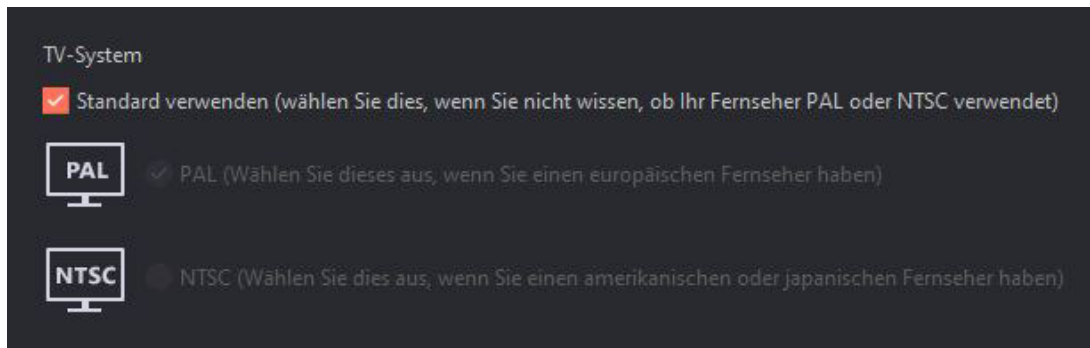 TV-System
Standard verwenden (wählen Sie dies, wenn Sie nicht wissen, ob Ihr Fernseher PAL oder NTSC verwendet)
PAL
PAL (Wählen Sie dieses aus, wenn Sie einen europäischen Fernseher haben)
NTSC
NTSC (Wählen Sie dies aus, wenn Sie einen amerikanischen oder japanischen Fernseher haben)